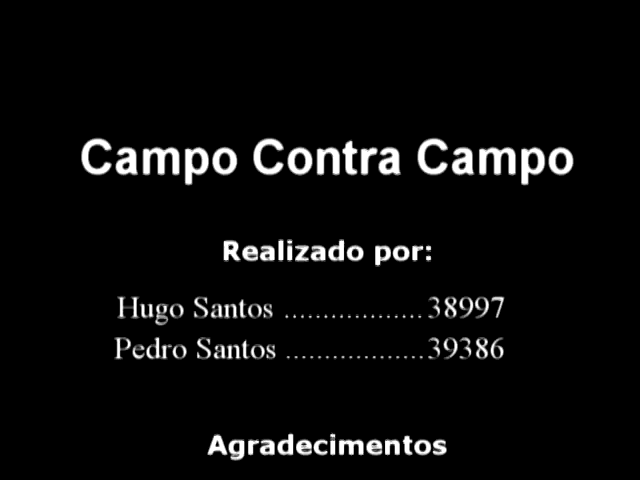 Campo Contra Campo
Realizado por:
Hugo Santos ..................38997
Pedro Santos ..................39386
Agradecimentos